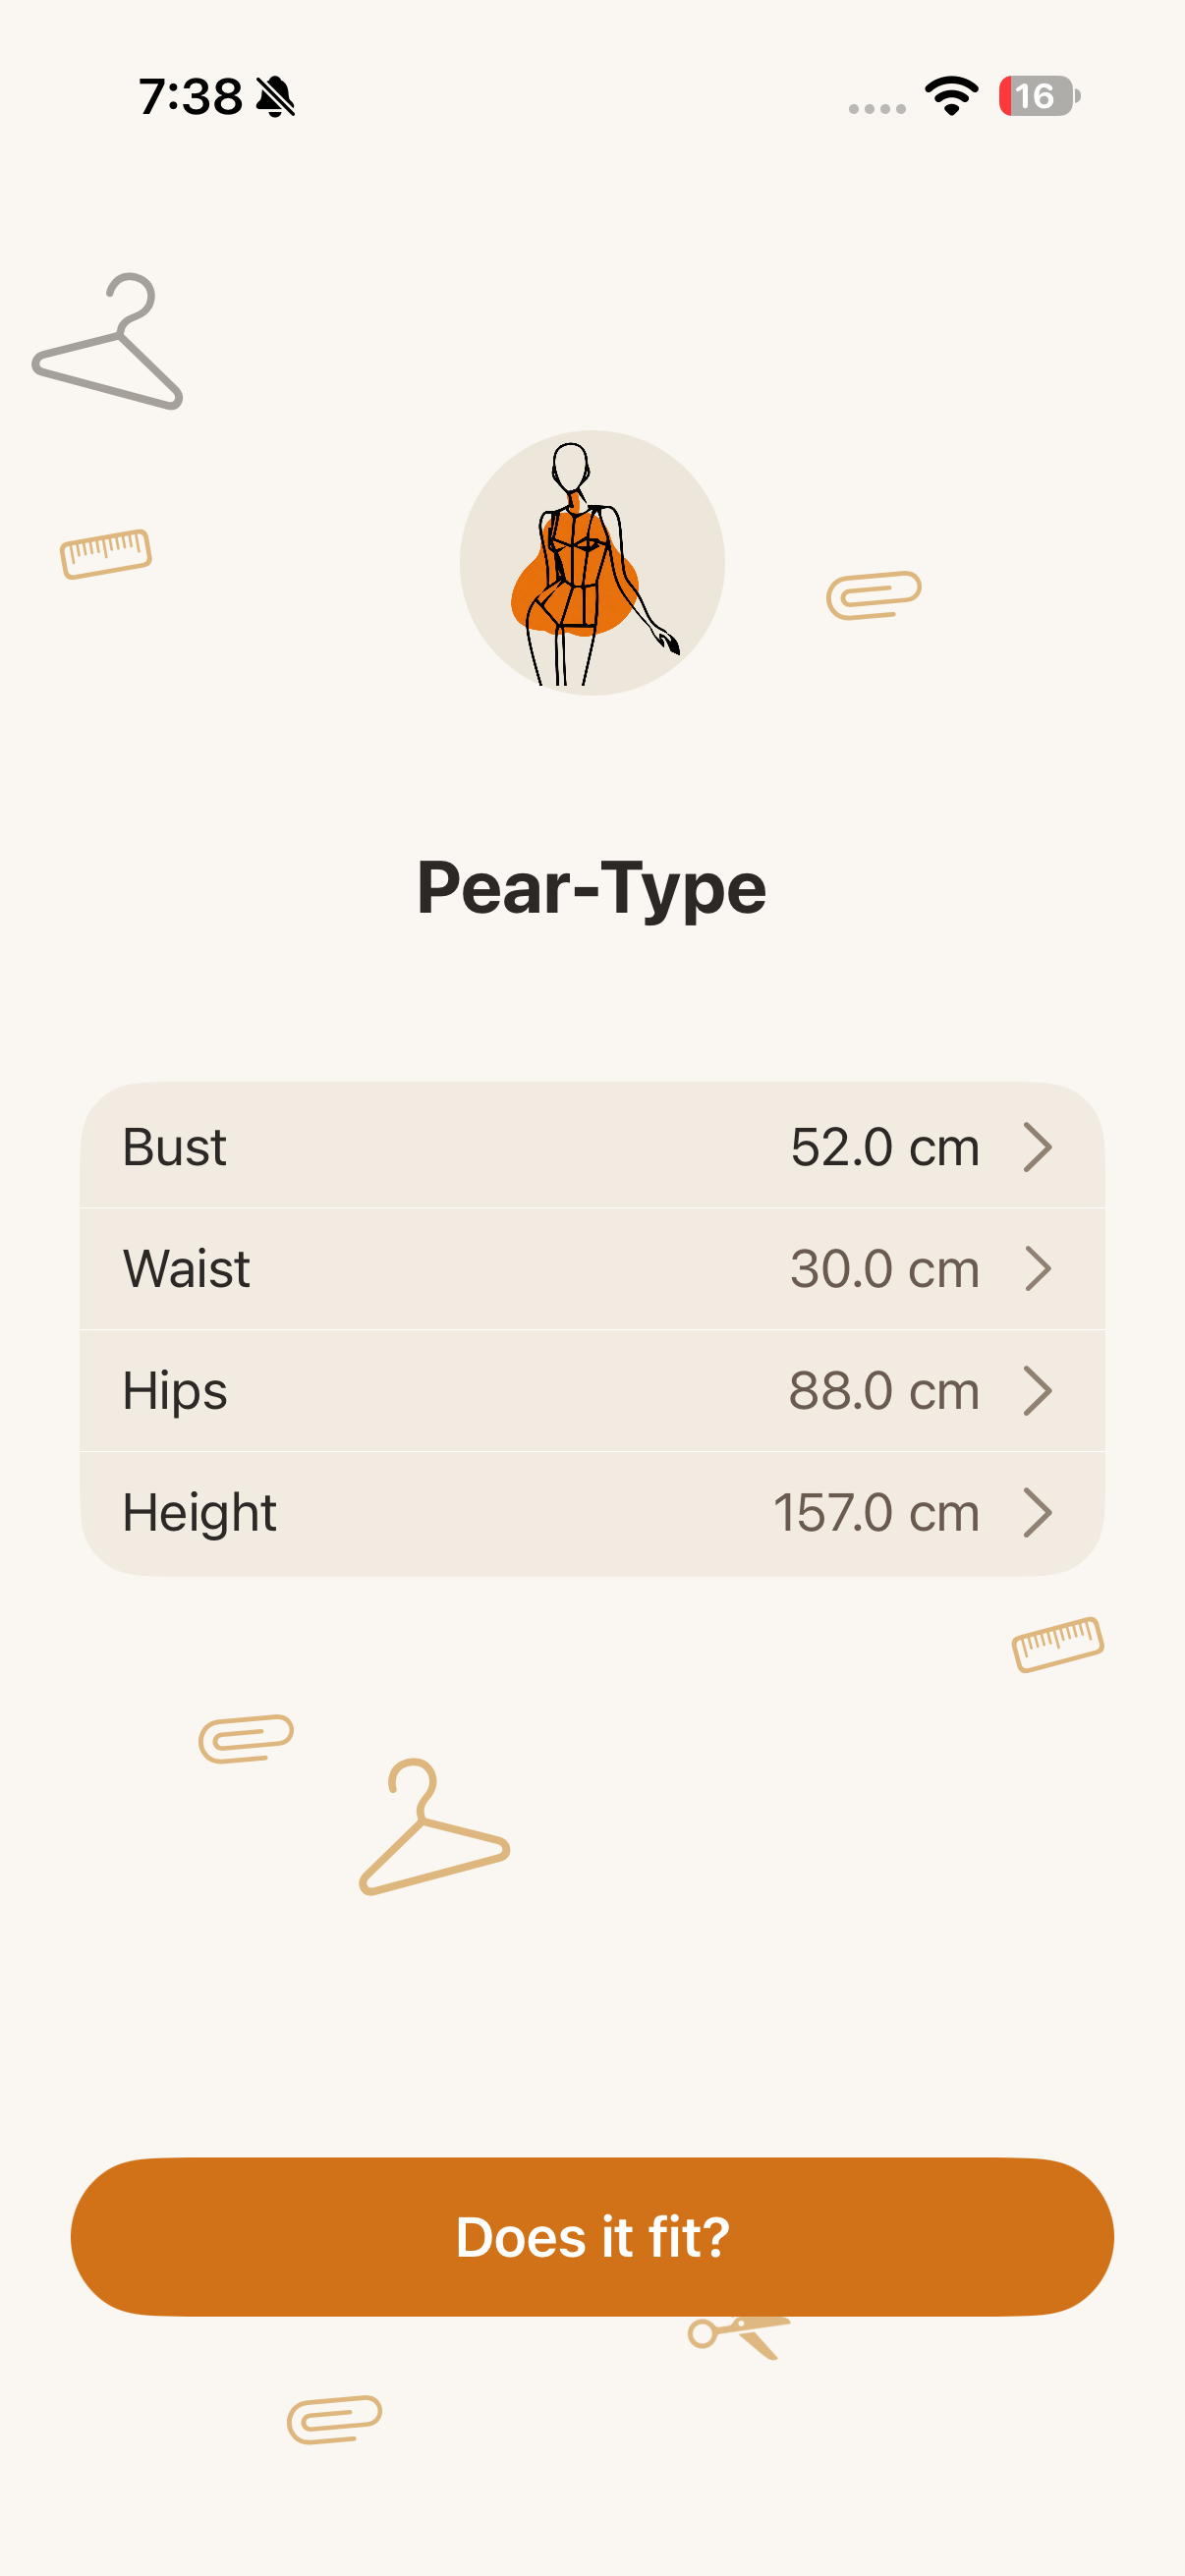 7:38
16
Pear-Type
Bust 52.0 cm
Waist 30.0 cm
Hips 88.0 cm
Height 157.0 cm
Does it fit?